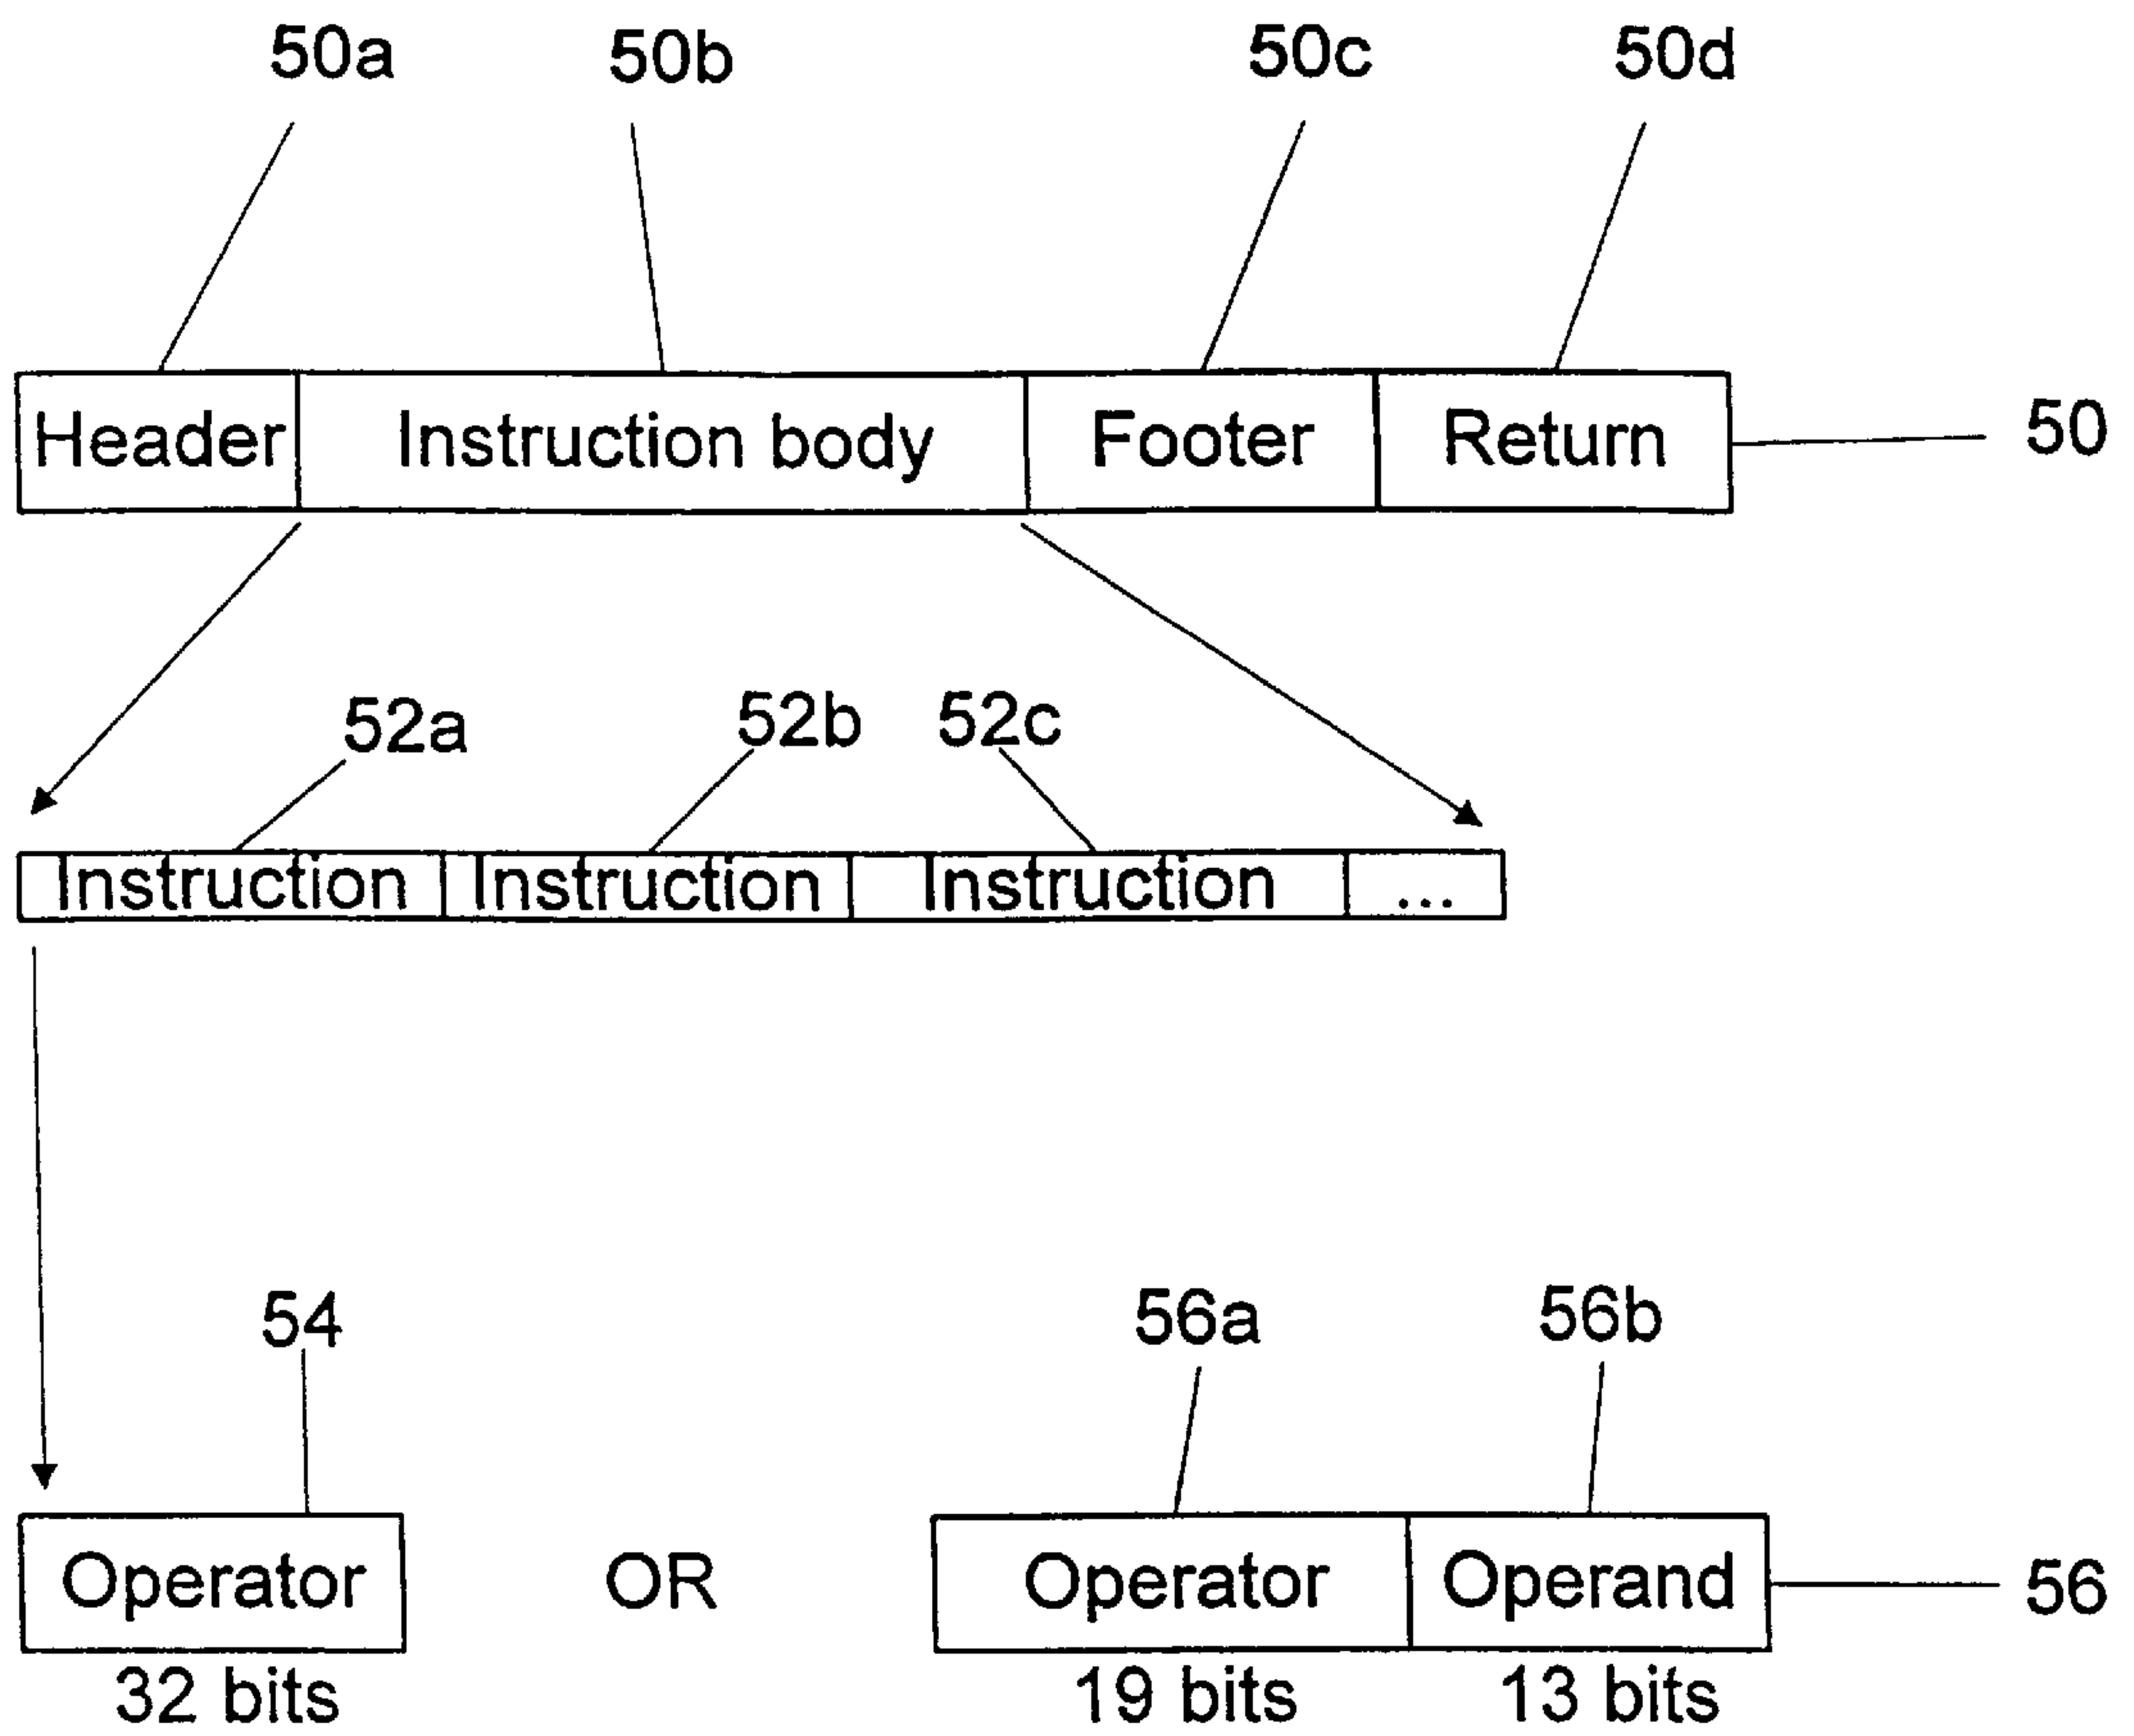 50a 50b 50c 50d
Header Instruction body Footer Return 50
52a 52b 52c
Instruction Instruction Instruction ...
54 56a 56b
Operator OR Operator Operand 56
32 bits 19 bits 13 bits